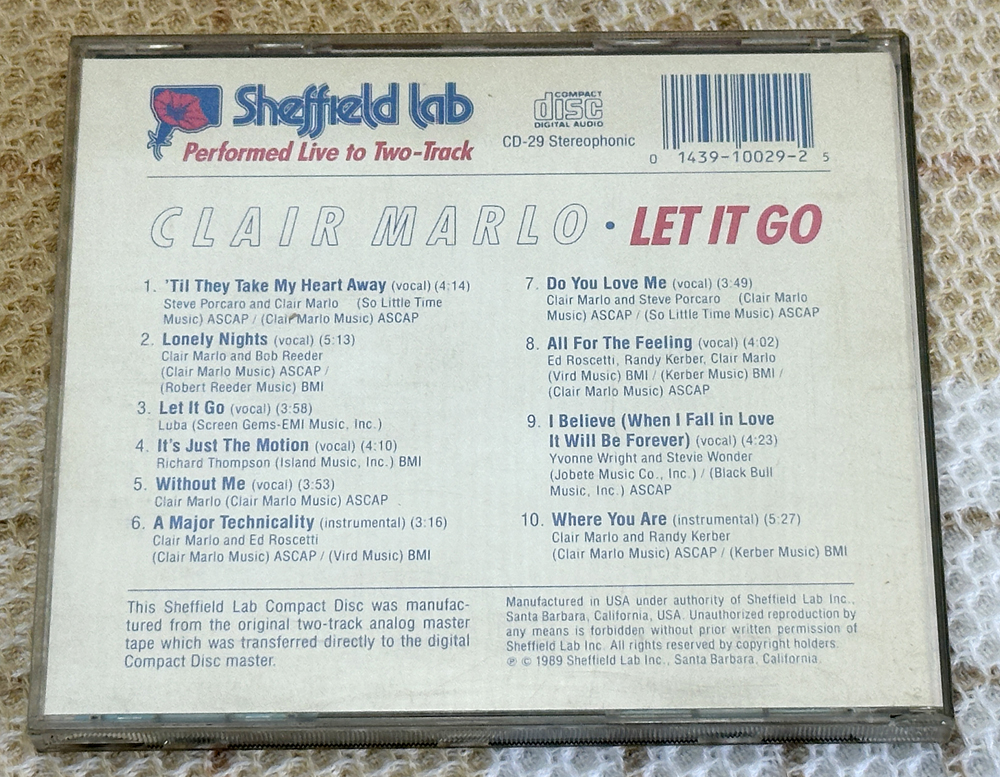 Sheffield Lab
Performed Live to Two-Track
COMPACT
disc
DIGITAL AUDIO
CD-29 Stereophonic
0 1439-10029-2 5
CLAIR MARLO • LET IT GO
1. 'Til They Take My Heart Away (vocal) (4:14)
Steve Porcaro and Clair Marlo (So Little Time
Music) ASCAP / (Clair Marlo Music) ASCAP
2. Lonely Nights (vocal) (5:13)
Clair Marlo and Bob Reeder
(Clair Marlo Music) ASCAP /
(Robert Reeder Music) BMI
3. Let It Go (vocal) (3:58)
Luba (Screen Gems-EMI Music, Inc.)
4. It's Just The Motion (vocal) (4:10)
Richard Thompson (Island Music, Inc.) BMI
5. Without Me (vocal) (3:53)
Clair Marlo (Clair Marlo Music) ASCAP
6. A Major Technicality (instrumental) (3:16)
Clair Marlo and Ed Roscetti
(Clair Marlo Music) ASCAP / (Vird Music) BMI
7. Do You Love Me (vocal) (3:49)
Clair Marlo and Steve Porcaro (Clair Marlo
Music) ASCAP / (So Little Time Music) ASCAP
8. All For The Feeling (vocal) (4:02)
Ed Roscetti, Randy Kerber, Clair Marlo
(Vird Music) BMI / (Kerber Music) BMI /
(Clair Marlo Music) ASCAP
9. I Believe (When I Fall in Love
It Will Be Forever) (vocal) (4:23)
Yvonne Wright and Stevie Wonder
(Jobete Music Co., Inc.) / (Black Bull
Music, Inc.) ASCAP
10. Where You Are (instrumental) (5:27)
Clair Marlo and Randy Kerber
(Clair Marlo Music) ASCAP / (Kerber Music) BMI
This Sheffield Lab Compact Disc was manufac-
tured from the original two-track analog master
tape which was transferred directly to the digital
Compact Disc master.
Manufactured in USA under authority of Sheffield Lab Inc.,
Santa Barbara, California, USA. Unauthorized reproduction by
any means is forbidden without prior written permission of
Sheffield Lab Inc. All rights reserved by copyright holders.
℗ © 1989 Sheffield Lab Inc., Santa Barbara, California.